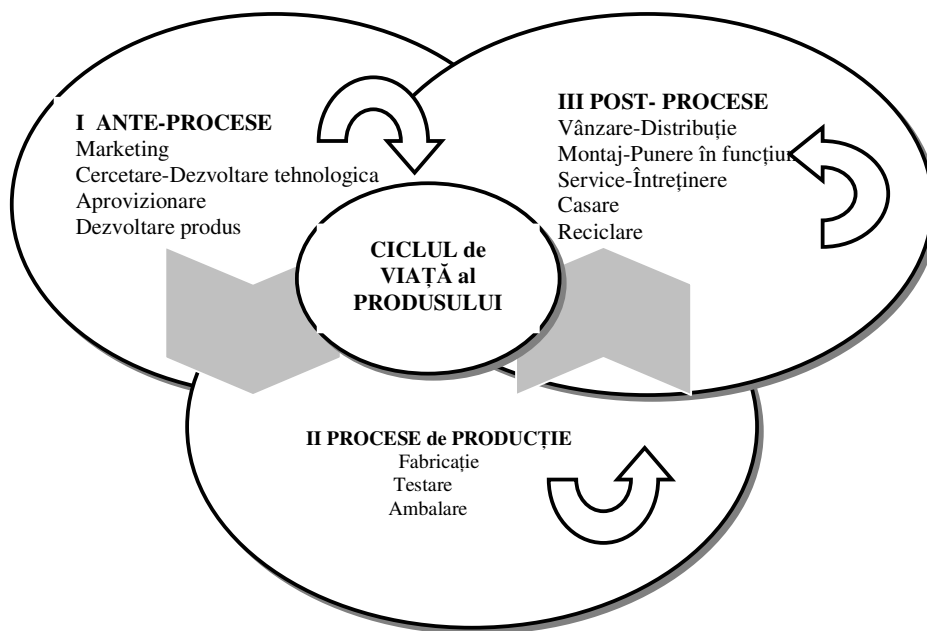 I ANTE-PROCESE
Marketing
Cercetare-Dezvoltare tehnologica
Aprovizionare
Dezvoltare produs
III POST- PROCESE
Vânzare-Distribuție
Montaj-Punere în funcțiun
Service-Întreținere
Casare
Reciclare
CICLUL de
VIAȚĂ al
PRODUSULUI
II PROCESE de PRODUCȚIE
Fabricație
Testare
Ambalare